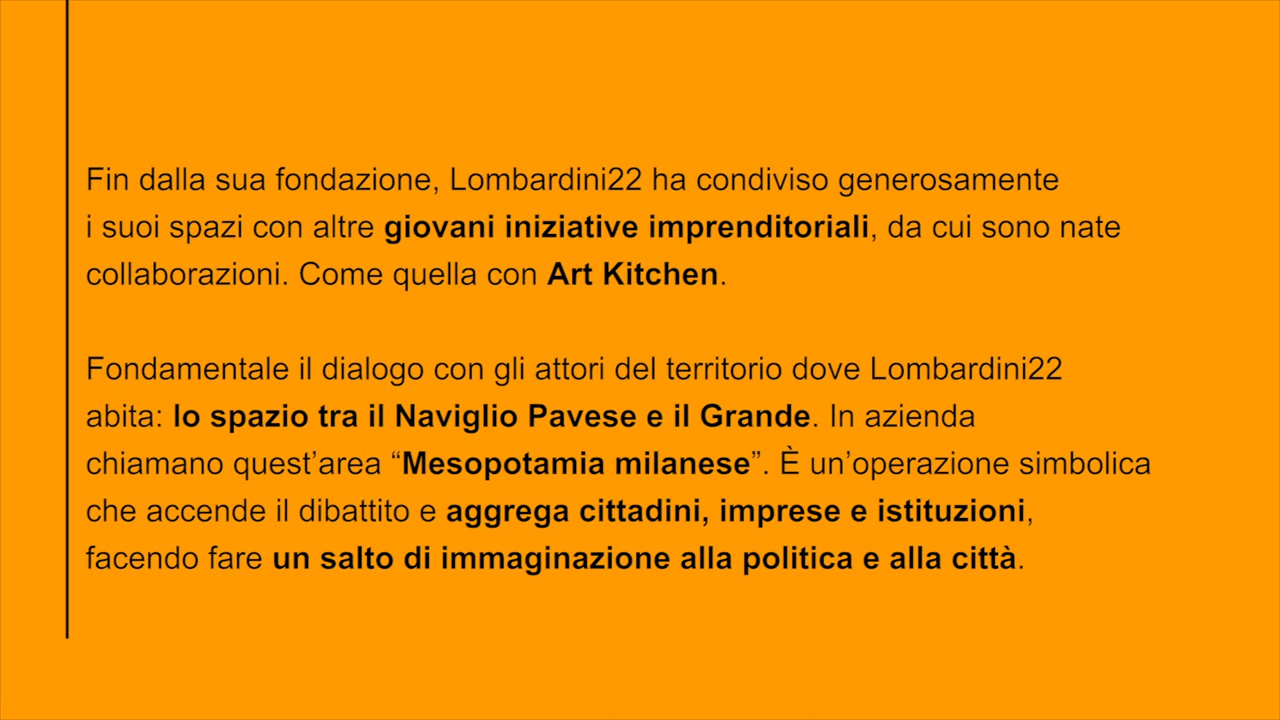 Fin dalla sua fondazione, Lombardini22 ha condiviso generosamente
i suoi spazi con altre giovani iniziative imprenditoriali, da cui sono nate
collaborazioni. Come quella con Art Kitchen.
Fondamentale il dialogo con gli attori del territorio dove Lombardini22
abita: lo spazio tra il Naviglio Pavese e il Grande. In azienda
chiamano quest’area “Mesopotamia milanese”. È un’operazione simbolica
che accende il dibattito e aggrega cittadini, imprese e istituzioni,
facendo fare un salto di immaginazione alla politica e alla città.